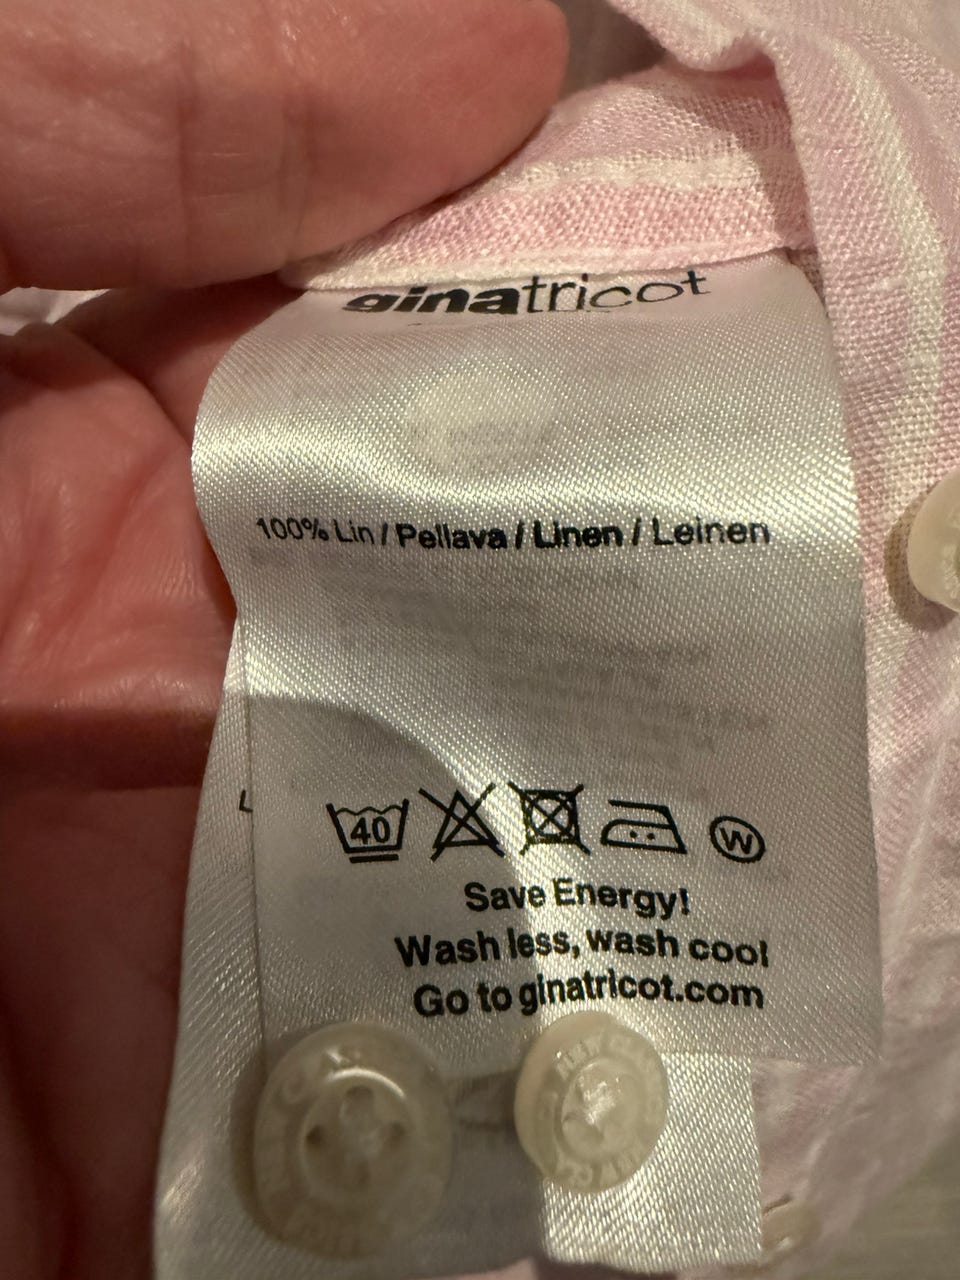 ginatricot
100% Lin / Pellava / Linen / Leinen
40 W
Save Energy!
Wash less, wash cool
Go to ginatricot.com